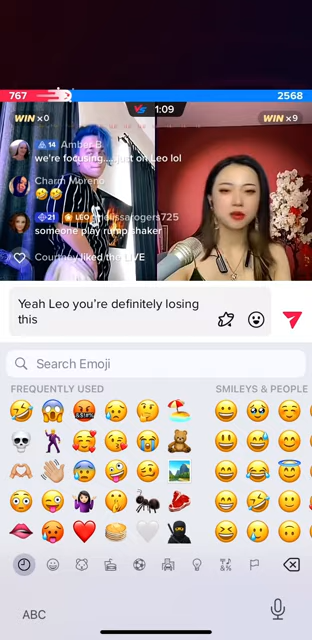 767
2568
WIN x0
VS 1:09
WIN x9
14 Amber B
we're focusing.....just on Leo lol
Charm Moreno
🤣🤣
21 LEO melissarogers725
someone play rump shaker
Courtney liked the LIVE
Yeah Leo you're definitely losing
this
Search Emoji
FREQUENTLY USED
SMILEYS & PEOPLE
ABC